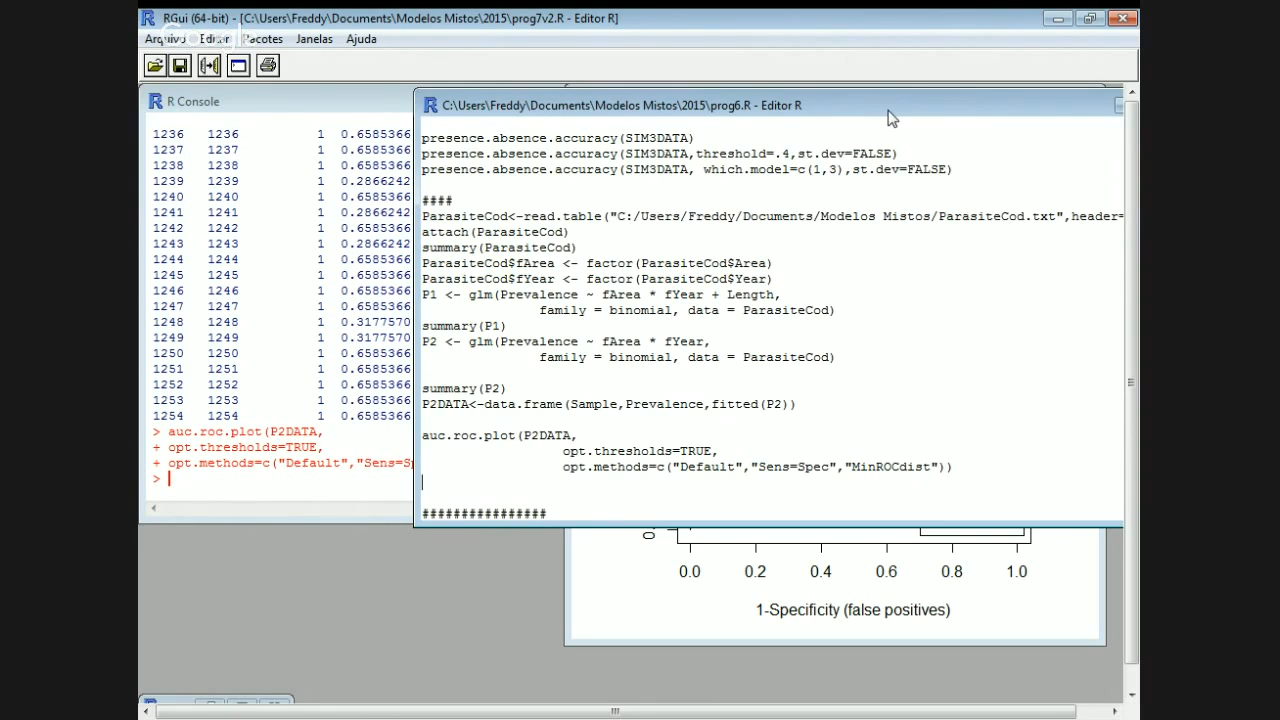 RGui (64-bit) - [C:\Users\Freddy\Documents\Modelos Mistos\2015\prog7v2.R - Editor R]
Arquivo Editar Pacotes Janelas Ajuda
R Console
1236 1236 1 0.6585366
1237 1237 1 0.6585366
1238 1238 1 0.6585366
1239 1239 1 0.2866242
1240 1240 1 0.6585366
1241 1241 1 0.2866242
1242 1242 1 0.6585366
1243 1243 1 0.2866242
1244 1244 1 0.6585366
1245 1245 1 0.6585366
1246 1246 1 0.6585366
1247 1247 1 0.6585366
1248 1248 1 0.3177570
1249 1249 1 0.3177570
1250 1250 1 0.6585366
1251 1251 1 0.6585366
1252 1252 1 0.6585366
1253 1253 1 0.6585366
1254 1254 1 0.6585366
> auc.roc.plot(P2DATA,
+ opt.thresholds=TRUE,
+ opt.methods=c("Default","Sens=Sp
>
C:\Users\Freddy\Documents\Modelos Mistos\2015\prog6.R - Editor R
presence.absence.accuracy(SIM3DATA)
presence.absence.accuracy(SIM3DATA,threshold=.4,st.dev=FALSE)
presence.absence.accuracy(SIM3DATA, which.model=c(1,3),st.dev=FALSE)
####
ParasiteCod<-read.table("C:/Users/Freddy/Documents/Modelos Mistos/ParasiteCod.txt",header=
attach(ParasiteCod)
summary(ParasiteCod)
ParasiteCod$fArea <- factor(ParasiteCod$Area)
ParasiteCod$fYear <- factor(ParasiteCod$Year)
P1 <- glm(Prevalence ~ fArea * fYear + Length,
family = binomial, data = ParasiteCod)
summary(P1)
P2 <- glm(Prevalence ~ fArea * fYear,
family = binomial, data = ParasiteCod)
summary(P2)
P2DATA<-data.frame(Sample,Prevalence,fitted(P2))
auc.roc.plot(P2DATA,
opt.thresholds=TRUE,
opt.methods=c("Default","Sens=Spec","MinROCdist"))
################
0.0 0.2 0.4 0.6 0.8 1.0
1-Specificity (false positives)